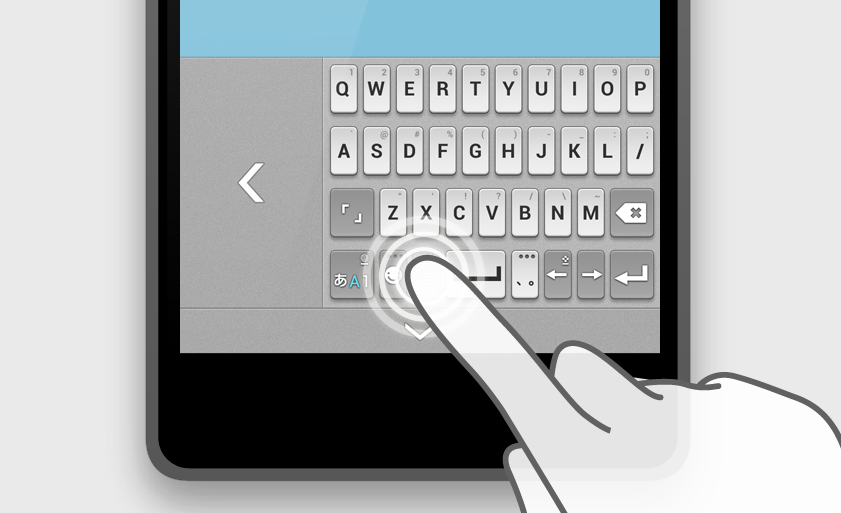 1 2 3 4 5 6 7 8 9 0
Q W E R T Y U I O P
@ # % ( ) _ : ;
A S D F G H J K L /
! ? / \ ~
「」 Z X C V B N M
あA1 、。